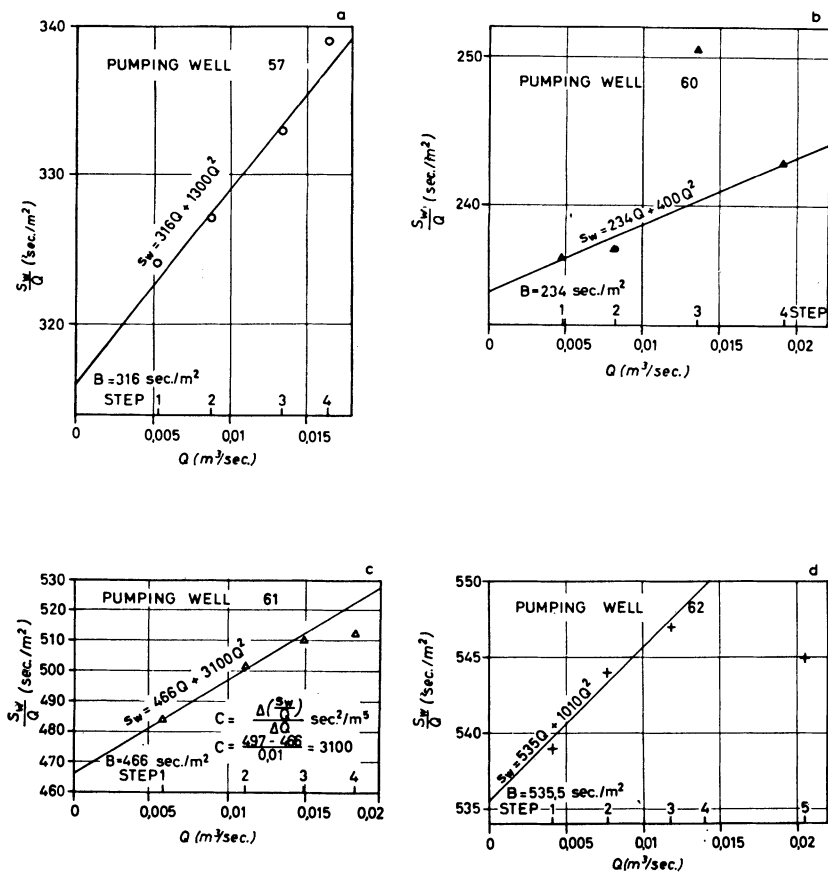 a
340
330
320
PUMPING WELL 57
Sw/Q (sec./m²)
sw = 316Q + 1300Q²
B = 316 sec./m²
STEP 1 2 3 4
0 0,005 0,01 0,015
Q (m³/sec.)
b
250
240
PUMPING WELL 60
Sw/Q (sec./m²)
sw = 234Q + 400Q²
B = 234 sec./m²
1 2 3 4 STEP
0 0,005 0,01 0,015 0,02
Q (m³/sec.)
c
530
520
510
500
490
480
470
460
PUMPING WELL 61
Sw/Q (sec./m²)
sw = 466Q + 3100Q²
C = Δ(sw/Q)/ΔQ sec.²/m⁵
C = 497 - 466/0,01 = 3100
B = 466 sec./m²
STEP 1 2 3 4
0 0,005 0,01 0,015 0,02
Q (m³/sec.)
d
550
545
540
535
PUMPING WELL 62
Sw/Q (sec./m²)
sw = 535Q + 1010Q²
B = 535,5 sec./m²
STEP 1 2 3 4 5
0 0,005 0,01 0,015 0,02
Q (m³/sec.)